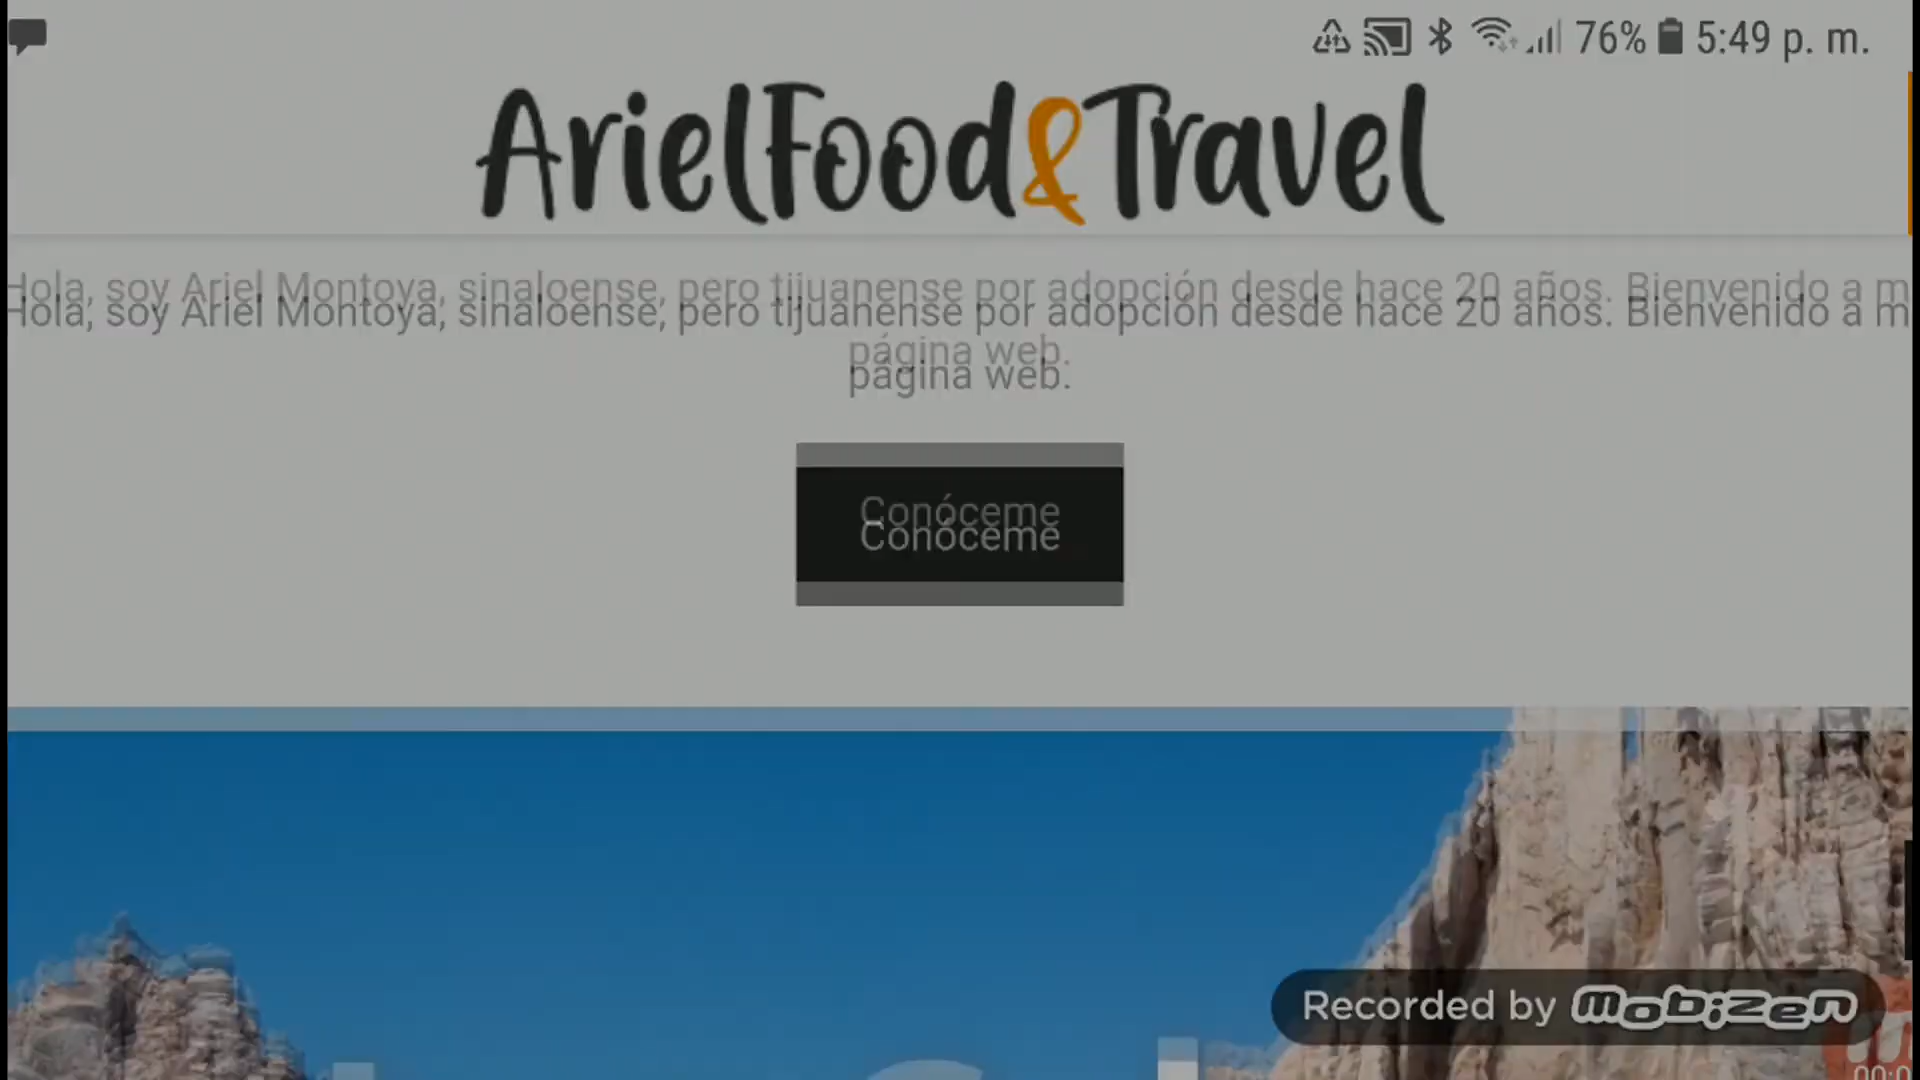 76% 5:49 p. m.
ArielFood&Travel
Hola, soy Ariel Montoya, sinaloense, pero tijuanense por adopción desde hace 20 años. Bienvenido a m
página web.
Conóceme
Recorded by mobizen